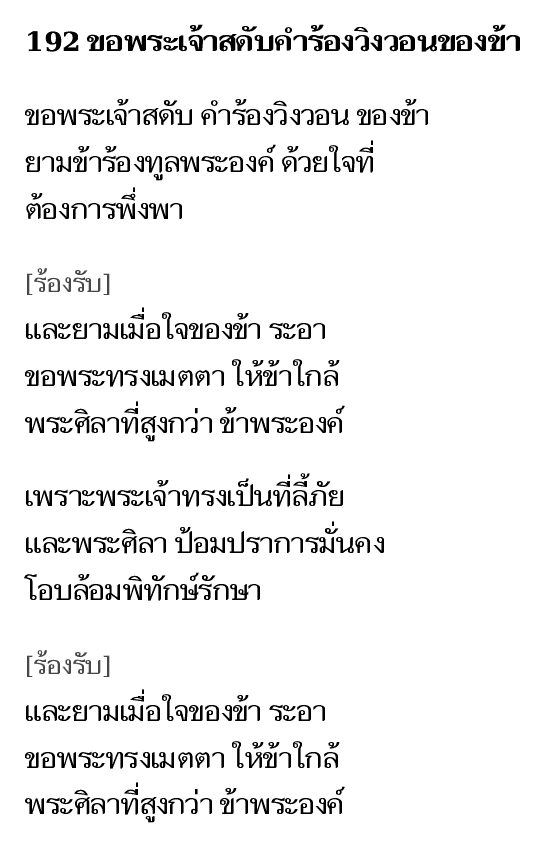 192 ขอพระเจ้าสดับคำร้องวิงวอนของข้า
ขอพระเจ้าสดับ คำร้องวิงวอน ของข้า
ยามข้าร้องทูลพระองค์ ด้วยใจที่
ต้องการพึ่งพา
[ร้องรับ]
และยามเมื่อใจของข้า ระอา
ขอพระทรงเมตตา ให้ข้าใกล้
พระศิลาที่สูงกว่า ข้าพระองค์
เพราะพระเจ้าทรงเป็นที่ลี้ภัย
และพระศิลา ป้อมปราการมั่นคง
โอบล้อมพิทักษ์รักษา
[ร้องรับ]
และยามเมื่อใจของข้า ระอา
ขอพระทรงเมตตา ให้ข้าใกล้
พระศิลาที่สูงกว่า ข้าพระองค์